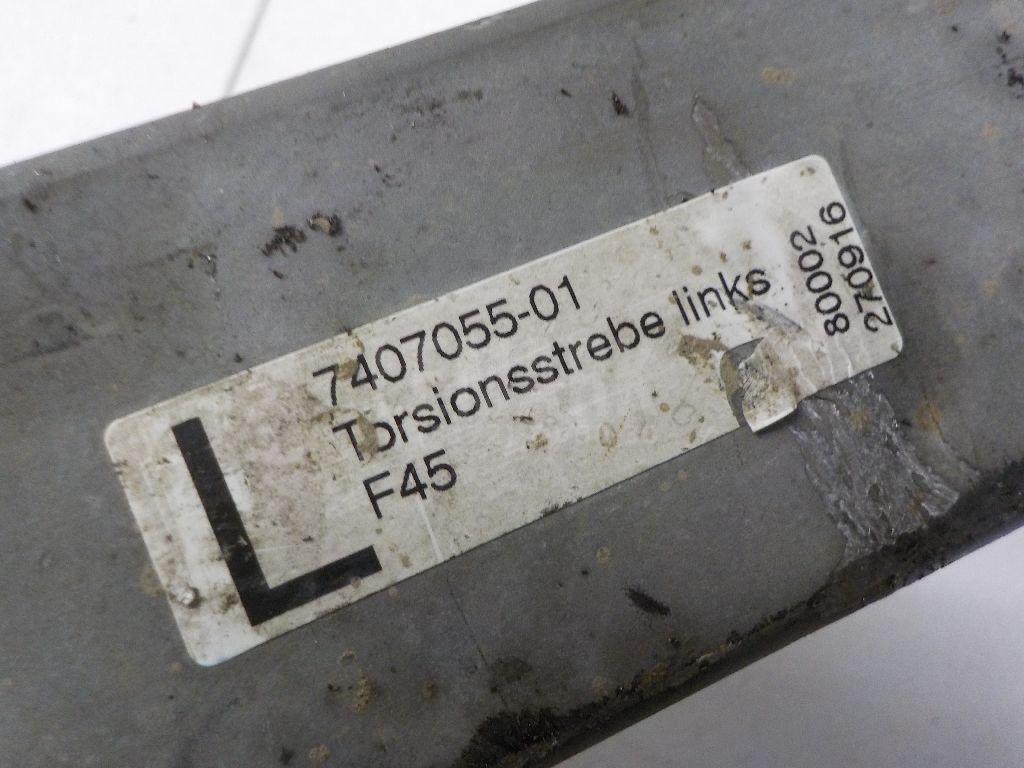 L
7407055-01
Torsionsstrebe links
F45
80002
270916